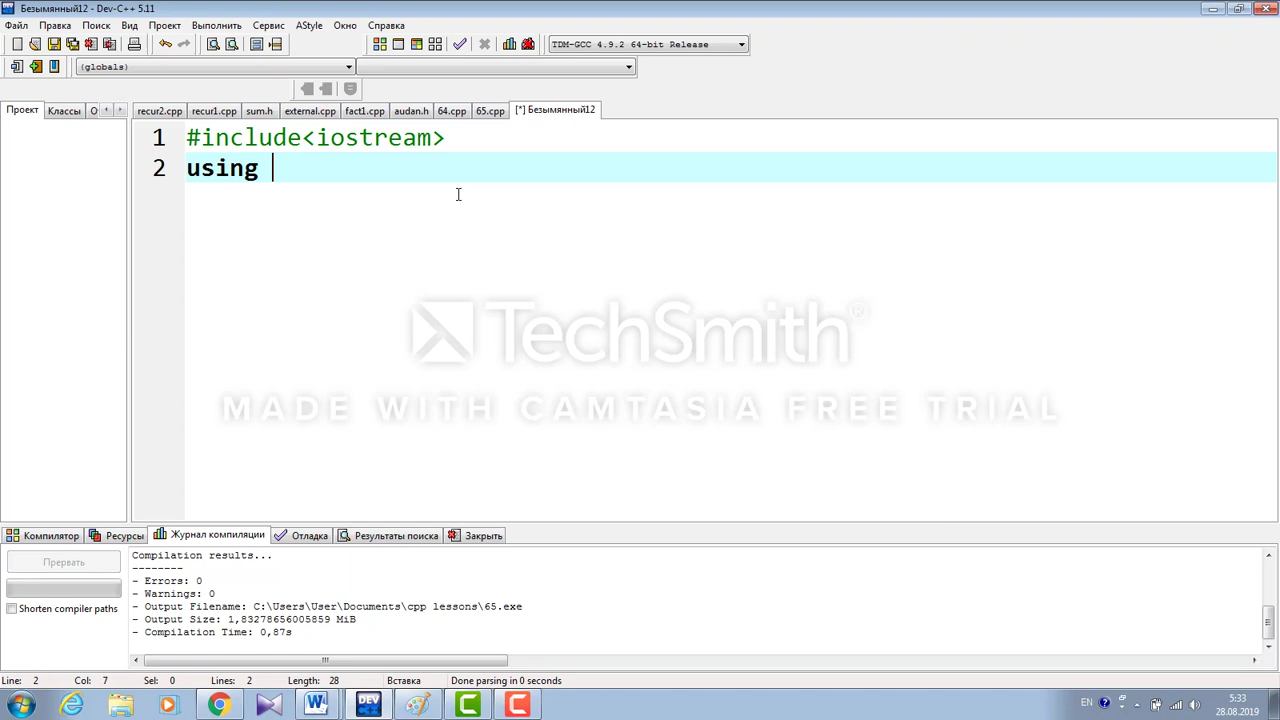 Безымянный12 - Dev-C++ 5.11
Файл Правка Поиск Вид Проект Выполнить Сервис AStyle Окно Справка
TDM-GCC 4.9.2 64-bit Release
(globals)
Проект Классы О recur2.cpp recur1.cpp sum.h external.cpp fact1.cpp audan.h 64.cpp 65.cpp [*] Безымянный12
1 #include<iostream>
2 using
TechSmith®
MADE WITH CAMTASIA FREE TRIAL
Компилятор Ресурсы Журнал компиляции Отладка Результаты поиска Закрыть
Прервать
Shorten compiler paths
Compilation results...
--------
- Errors: 0
- Warnings: 0
- Output Filename: C:\Users\User\Documents\cpp lessons\65.exe
- Output Size: 1,83278656005859 MiB
- Compilation Time: 0,87s
Line: 2 Col: 7 Sel: 0 Lines: 2 Length: 28 Вставка Done parsing in 0 seconds
DEV
EN 5:33
28.08.2019